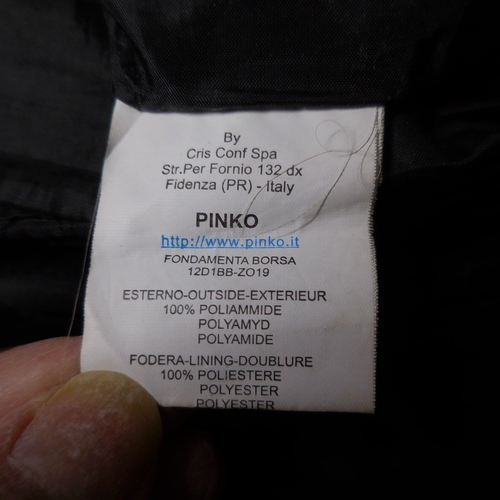 By
Cris Conf Spa
Str.Per Fornio 132 dx
Fidenza (PR) - Italy
PINKO
http://www.pinko.it
FONDAMENTA BORSA
12D1BB-ZO19
ESTERNO-OUTSIDE-EXTERIEUR
100% POLIAMMIDE
POLYAMYD
POLYAMIDE
FODERA-LINING-DOUBLURE
100% POLIESTERE
POLYESTER
POLYESTER